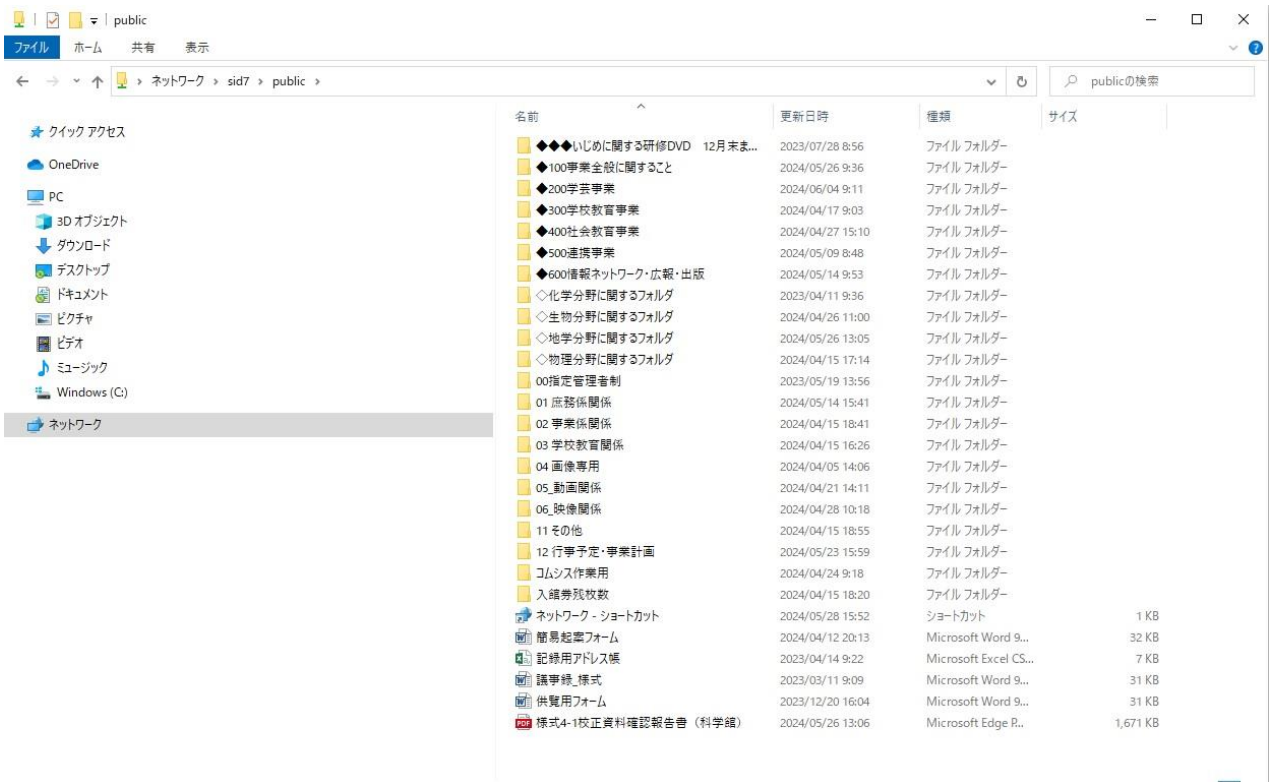 public
ファイル ホーム 共有 表示
ネットワーク › sid7 › public › publicの検索
名前 更新日時 種類 サイズ
クイック アクセス
OneDrive
PC
3D オブジェクト
ダウンロード
デスクトップ
ドキュメント
ピクチャ
ビデオ
ミュージック
Windows (C:)
ネットワーク
◆◆◆いじめに関する研修DVD 12月末ま... 2023/07/28 8:56 ファイル フォルダー
◆100事業全般に関すること 2024/05/26 9:36 ファイル フォルダー
◆200学芸事業 2024/06/04 9:11 ファイル フォルダー
◆300学校教育事業 2024/04/17 9:03 ファイル フォルダー
◆400社会教育事業 2024/04/27 15:10 ファイル フォルダー
◆500連携事業 2024/05/09 8:48 ファイル フォルダー
◆600情報ネットワーク・広報・出版 2024/05/14 9:53 ファイル フォルダー
◇化学分野に関するフォルダ 2023/04/11 9:36 ファイル フォルダー
◇生物分野に関するフォルダ 2024/04/26 11:00 ファイル フォルダー
◇地学分野に関するフォルダ 2024/05/26 13:05 ファイル フォルダー
◇物理分野に関するフォルダ 2024/04/15 17:14 ファイル フォルダー
00指定管理者制 2023/05/19 13:56 ファイル フォルダー
01 庶務係関係 2024/05/14 15:41 ファイル フォルダー
02 事業係関係 2024/04/15 18:41 ファイル フォルダー
03 学校教育関係 2024/04/15 16:26 ファイル フォルダー
04 画像専用 2024/04/05 14:06 ファイル フォルダー
05_動画関係 2024/04/21 14:11 ファイル フォルダー
06_映像関係 2024/04/28 10:18 ファイル フォルダー
11 その他 2024/04/15 18:55 ファイル フォルダー
12 行事予定・事業計画 2024/05/23 15:59 ファイル フォルダー
コムシス作業用 2024/04/24 9:18 ファイル フォルダー
入館券残枚数 2024/04/15 18:20 ファイル フォルダー
ネットワーク - ショートカット 2024/05/28 15:52 ショートカット 1 KB
簡易起案フォーム 2024/04/12 20:13 Microsoft Word 9... 32 KB
記録用アドレス帳 2023/04/14 9:22 Microsoft Excel CS... 7 KB
議事録_様式 2023/03/11 9:09 Microsoft Word 9... 31 KB
供覧用フォーム 2023/12/20 16:04 Microsoft Word 9... 31 KB
様式4-1校正資料確認報告書（科学館） 2024/05/26 13:06 Microsoft Edge P... 1,671 KB